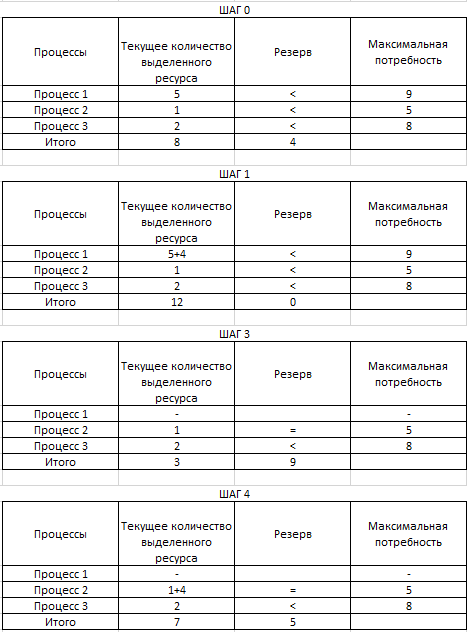 ШАГ 0
Процессы Текущее количество выделенного ресурса Резерв Максимальная потребность
Процесс 1 5 < 9
Процесс 2 1 < 5
Процесс 3 2 < 8
Итого 8 4
ШАГ 1
Процессы Текущее количество выделенного ресурса Резерв Максимальная потребность
Процесс 1 5+4 < 9
Процесс 2 1 < 5
Процесс 3 2 < 8
Итого 12 0
ШАГ 3
Процессы Текущее количество выделенного ресурса Резерв Максимальная потребность
Процесс 1 - -
Процесс 2 1 = 5
Процесс 3 2 < 8
Итого 3 9
ШАГ 4
Процессы Текущее количество выделенного ресурса Резерв Максимальная потребность
Процесс 1 - -
Процесс 2 1+4 = 5
Процесс 3 2 < 8
Итого 7 5